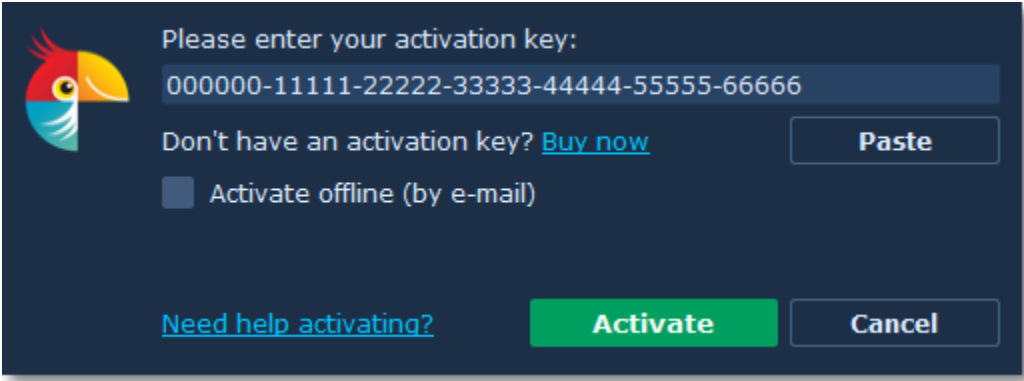 Please enter your activation key:
000000-11111-22222-33333-44444-55555-66666
Don't have an activation key? Buy now
Paste
Activate offline (by e-mail)
Need help activating?
Activate
Cancel